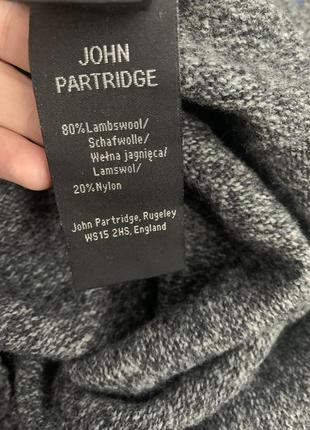 JOHN
PARTRIDGE
80%Lambswool/
Schafwolle/
Wełna jagnięca/
Lamswol/
20%Nylon
John Partridge, Rugeley
WS15 2HS, England